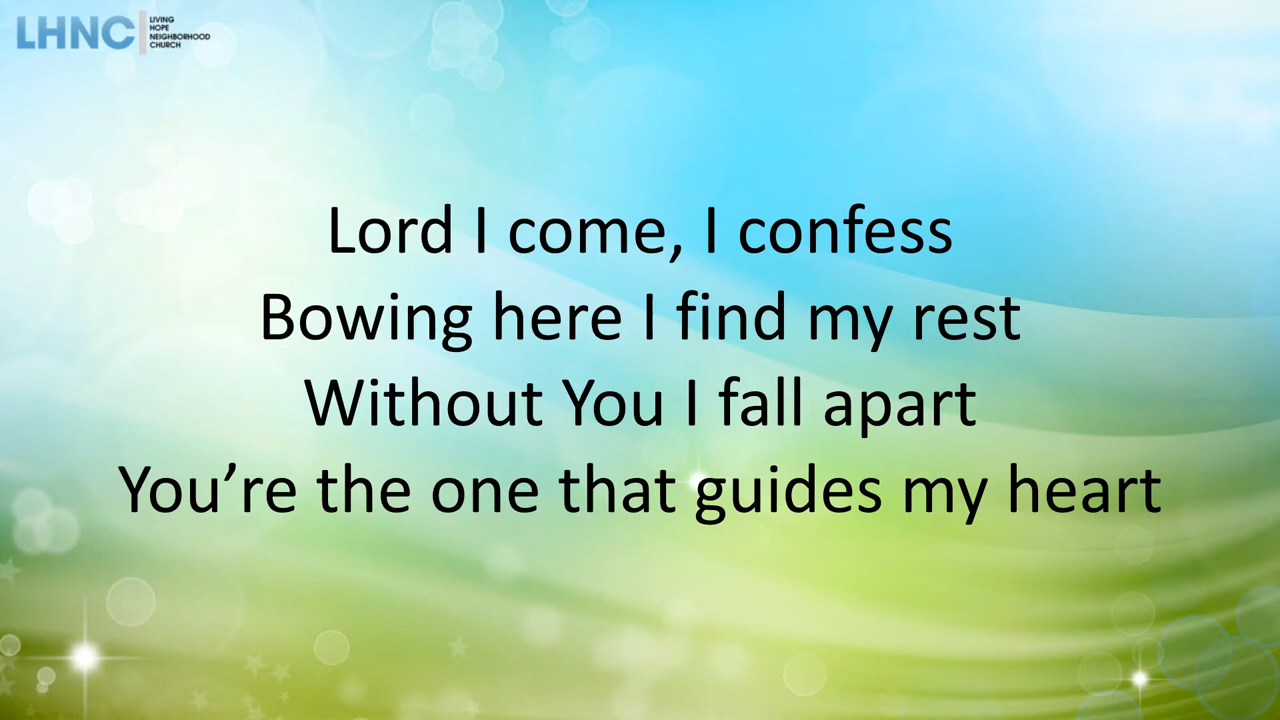 LHNC
LIVING
HOPE
NEIGHBORHOOD
CHURCH
Lord I come, I confess
Bowing here I find my rest
Without You I fall apart
You’re the one that guides my heart